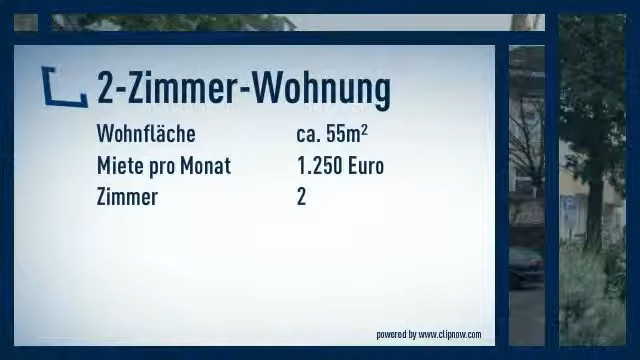 2-Zimmer-Wohnung
Wohnfläche ca. 55m²
Miete pro Monat 1.250 Euro
Zimmer 2
powered by www.clipnow.com